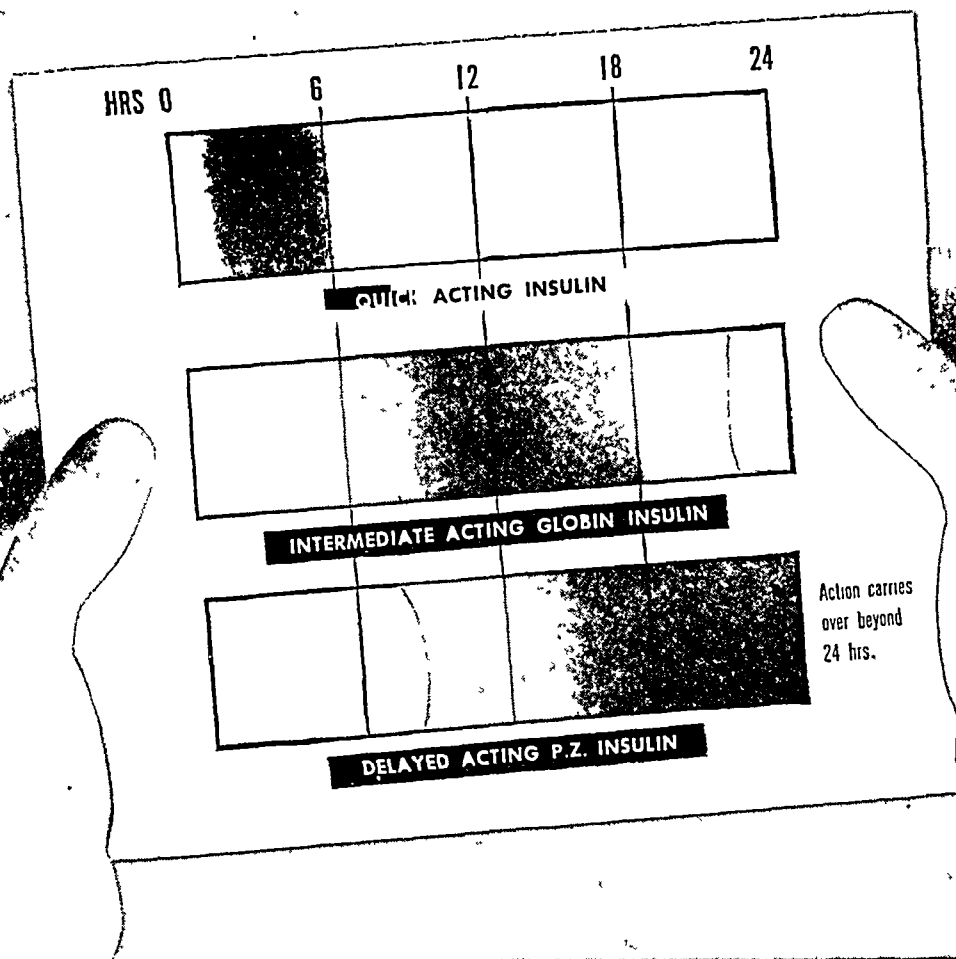 HRS 0 6 12 18 24
QUICK ACTING INSULIN
INTERMEDIATE ACTING GLOBIN INSULIN
Action carries
over beyond
24 hrs.
DELAYED ACTING P.Z. INSULIN